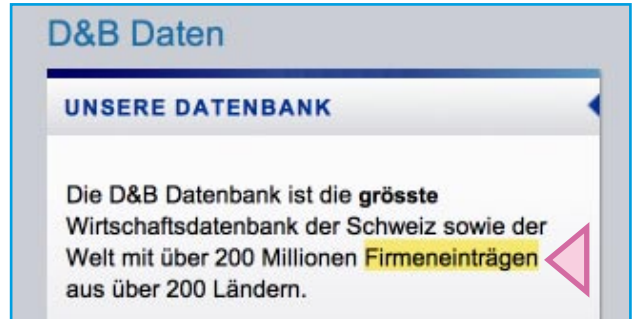 D&B Daten
UNSERE DATENBANK
Die D&B Datenbank ist die grösste
Wirtschaftsdatenbank der Schweiz sowie der
Welt mit über 200 Millionen Firmeneinträgen
aus über 200 Ländern.